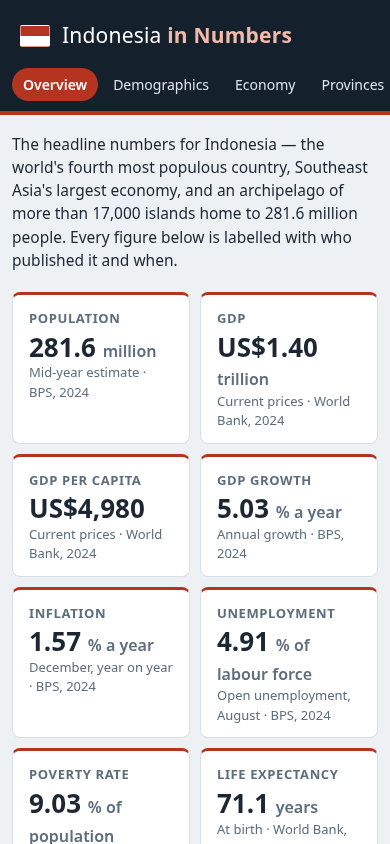 Indonesia in Numbers
Overview Demographics Economy Provinces
The headline numbers for Indonesia — the
world's fourth most populous country, Southeast
Asia's largest economy, and an archipelago of
more than 17,000 islands home to 281.6 million
people. Every figure below is labelled with who
published it and when.
POPULATION
281.6 million
Mid-year estimate ·
BPS, 2024
GDP
US$1.40
trillion
Current prices · World
Bank, 2024
GDP PER CAPITA
US$4,980
Current prices · World
Bank, 2024
GDP GROWTH
5.03 % a year
Annual growth · BPS,
2024
INFLATION
1.57 % a year
December, year on year
· BPS, 2024
UNEMPLOYMENT
4.91 % of
labour force
Open unemployment,
August · BPS, 2024
POVERTY RATE
9.03 % of
population
LIFE EXPECTANCY
71.1 years
At birth · World Bank,